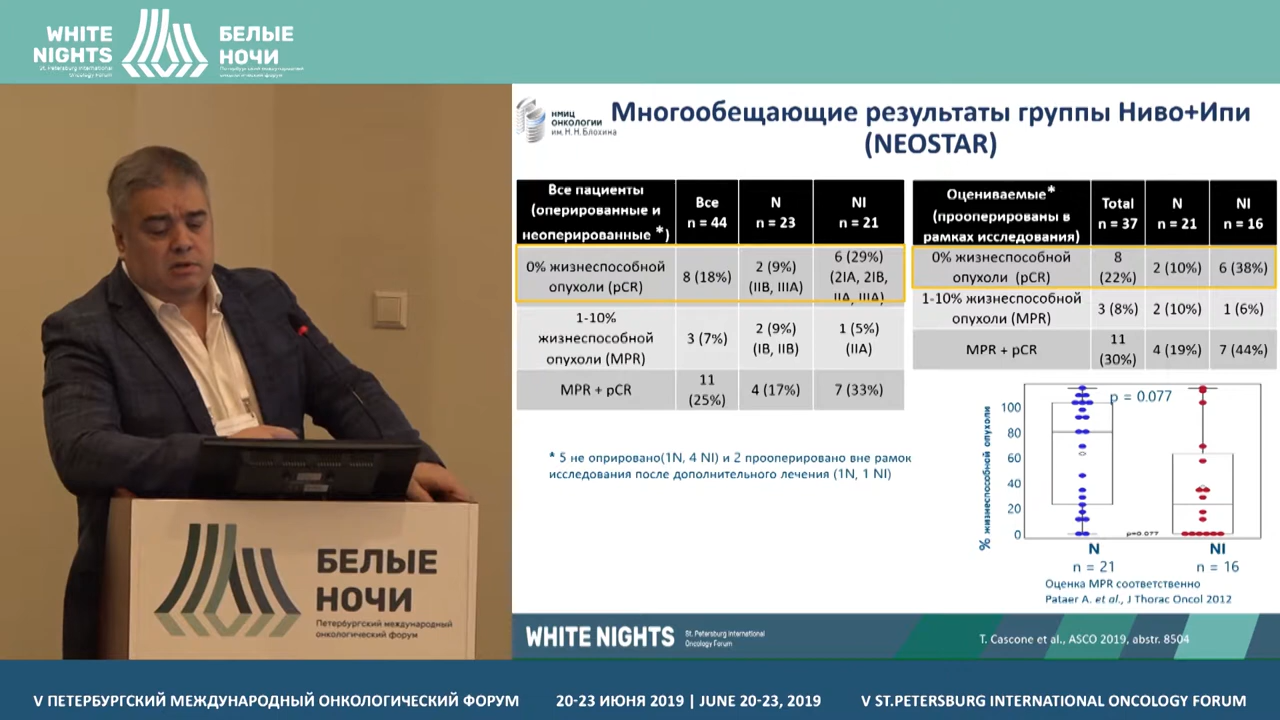 WHITE
NIGHTS
St. Petersburg International
Oncology Forum
БЕЛЫЕ
НОЧИ
Петербургский международный
онкологический форум
НМИЦ
ОНКОЛОГИИ
им. Н. Н. Блохина
Многообещающие результаты группы Ниво+Ипи
(NEOSTAR)
Все пациенты
(оперированные и
неоперированные *)
Все
n = 44
N
n = 23
NI
n = 21
0% жизнеспособной
опухоли (pCR)
8 (18%)
2 (9%)
(IIB, IIIA)
6 (29%)
(2IA, 2IB,
IIA, IIIA)
1-10%
жизнеспособной
опухоли (MPR)
3 (7%)
2 (9%)
(IB, IIB)
1 (5%)
(IIA)
MPR + pCR
11
(25%)
4 (17%)
7 (33%)
* 5 не оприровано(1N, 4 NI) и 2 прооперировано вне рамок
исследования после дополнительного лечения (1N, 1 NI)
Оцениваемые*
(прооперированы в
рамках исследования)
Total
n = 37
N
n = 21
NI
n = 16
0% жизнеспособной
опухоли (pCR)
8
(22%)
2 (10%)
6 (38%)
1-10% жизнеспособной
опухоли (MPR)
3 (8%)
2 (10%)
1 (6%)
MPR + pCR
11
(30%)
4 (19%)
7 (44%)
% жизнеспособной опухоли
100
80
60
40
20
0
p = 0.077
p=0.077
N
n = 21
NI
n = 16
Оценка MPR соответственно
Pataer A. et al., J Thorac Oncol 2012
WHITE NIGHTS
St. Petersburg International
Oncology Forum
T. Cascone et al., ASCO 2019, abstr. 8504
БЕЛЫЕ
НОЧИ
Петербургский международный
онкологический форум
V ПЕТЕРБУРГСКИЙ МЕЖДУНАРОДНЫЙ ОНКОЛОГИЧЕСКИЙ ФОРУМ
20-23 ИЮНЯ 2019 | JUNE 20-23, 2019
V ST.PETERSBURG INTERNATIONAL ONCOLOGY FORUM